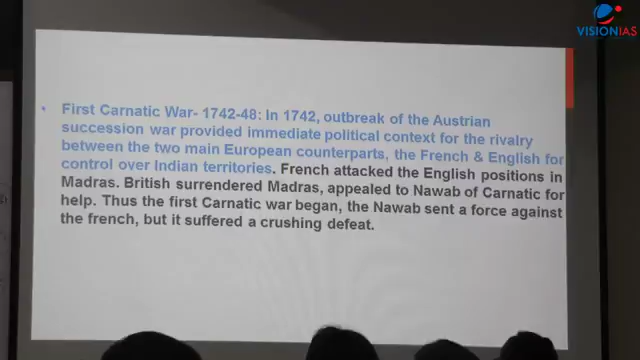 VISIONIAS
• First Carnatic War- 1742-48: In 1742, outbreak of the Austrian
succession war provided immediate political context for the rivalry
between the two main European counterparts, the French & English for
control over Indian territories. French attacked the English positions in
Madras. British surrendered Madras, appealed to Nawab of Carnatic for
help. Thus the first Carnatic war began, the Nawab sent a force against
the french, but it suffered a crushing defeat.